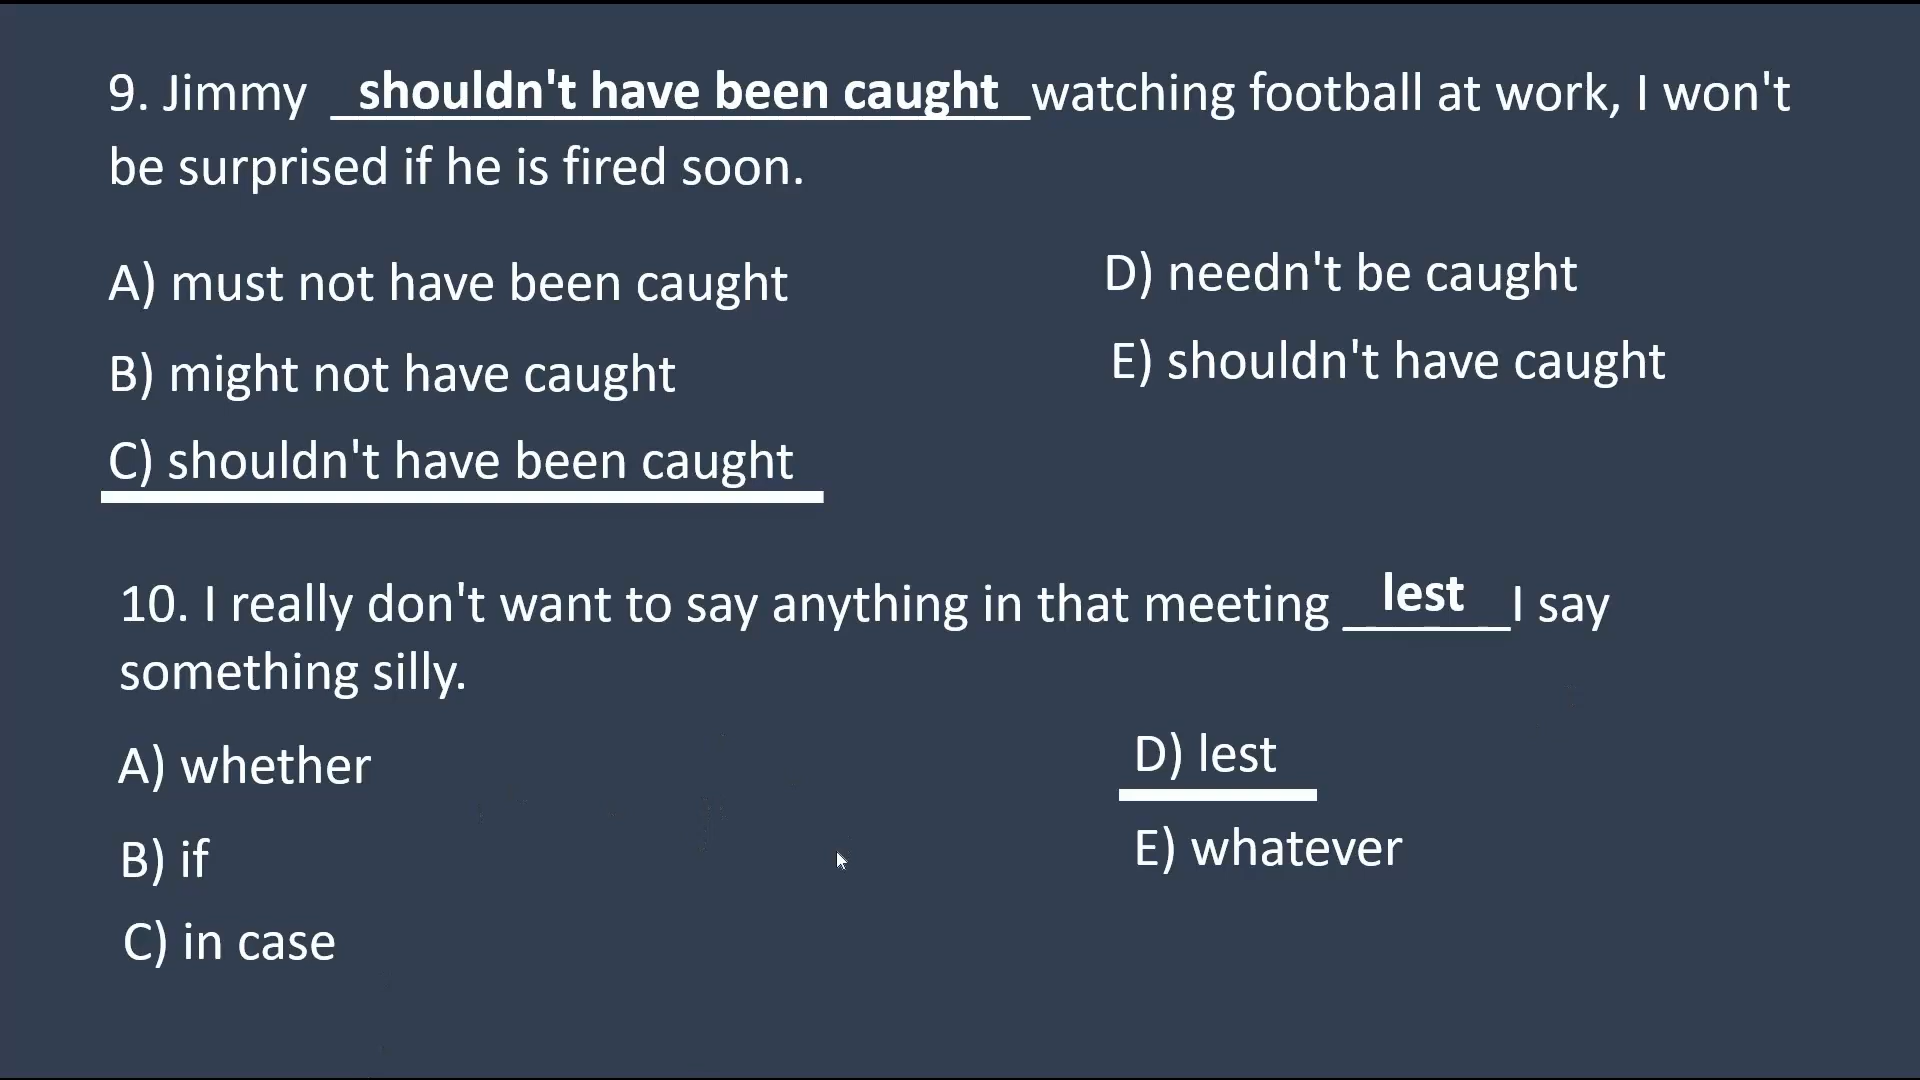 9. Jimmy shouldn't have been caught watching football at work, I won't
be surprised if he is fired soon.
A) must not have been caught
B) might not have caught
C) shouldn't have been caught
D) needn't be caught
E) shouldn't have caught
10. I really don't want to say anything in that meeting lest I say
something silly.
A) whether
B) if
C) in case
D) lest
E) whatever